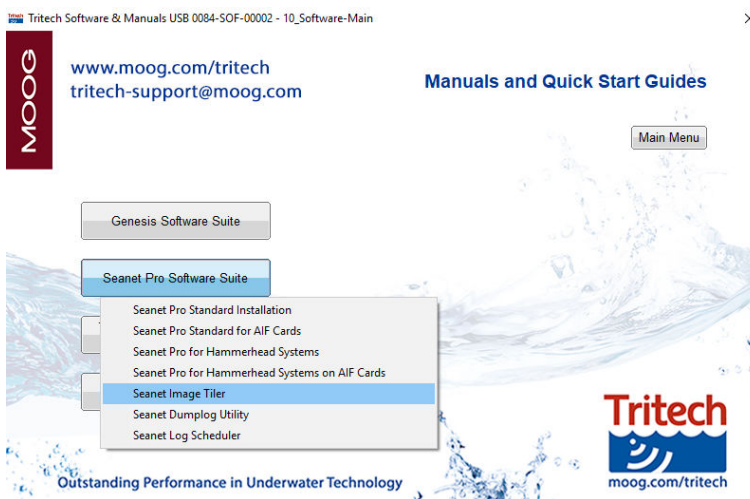 Tritech Software & Manuals USB 0084-SOF-00002 - 10_Software-Main
MOOG
www.moog.com/tritech
tritech-support@moog.com
Manuals and Quick Start Guides
Main Menu
Genesis Software Suite
Seanet Pro Software Suite
Seanet Pro Standard Installation
Seanet Pro Standard for AIF Cards
Seanet Pro for Hammerhead Systems
Seanet Pro for Hammerhead Systems on AIF Cards
Seanet Image Tiler
Seanet Dumplog Utility
Seanet Log Scheduler
Tritech
moog.com/tritech
Outstanding Performance in Underwater Technology